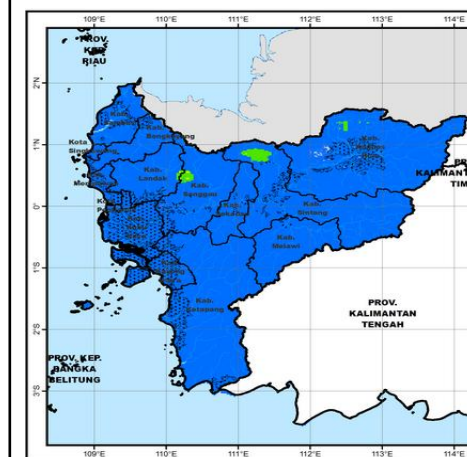 109°E 110°E 111°E 112°E 113°E 114°E
PROV.
KEP.
RIAU
2°N
1°N
0°
1°S
2°S
3°S
Kab.
Bengkayang
Kota
Kab.
Landak
Kab.
Sanggau
Kab.
Sintang
Kab.
Melawi
Kab.
Ketapang
KALIMANTAN
TIM
PROV.
KALIMANTAN
TENGAH
PROV. KEP.
BANGKA
BELITUNG
109°E 110°E 111°E 112°E 113°E 114°E